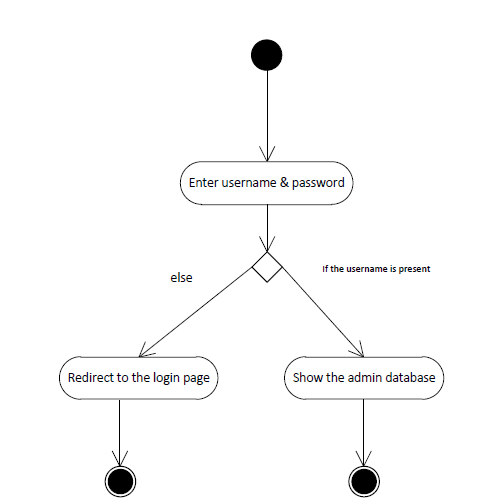 Enter username & password
If the username is present
else
Redirect to the login page
Show the admin database